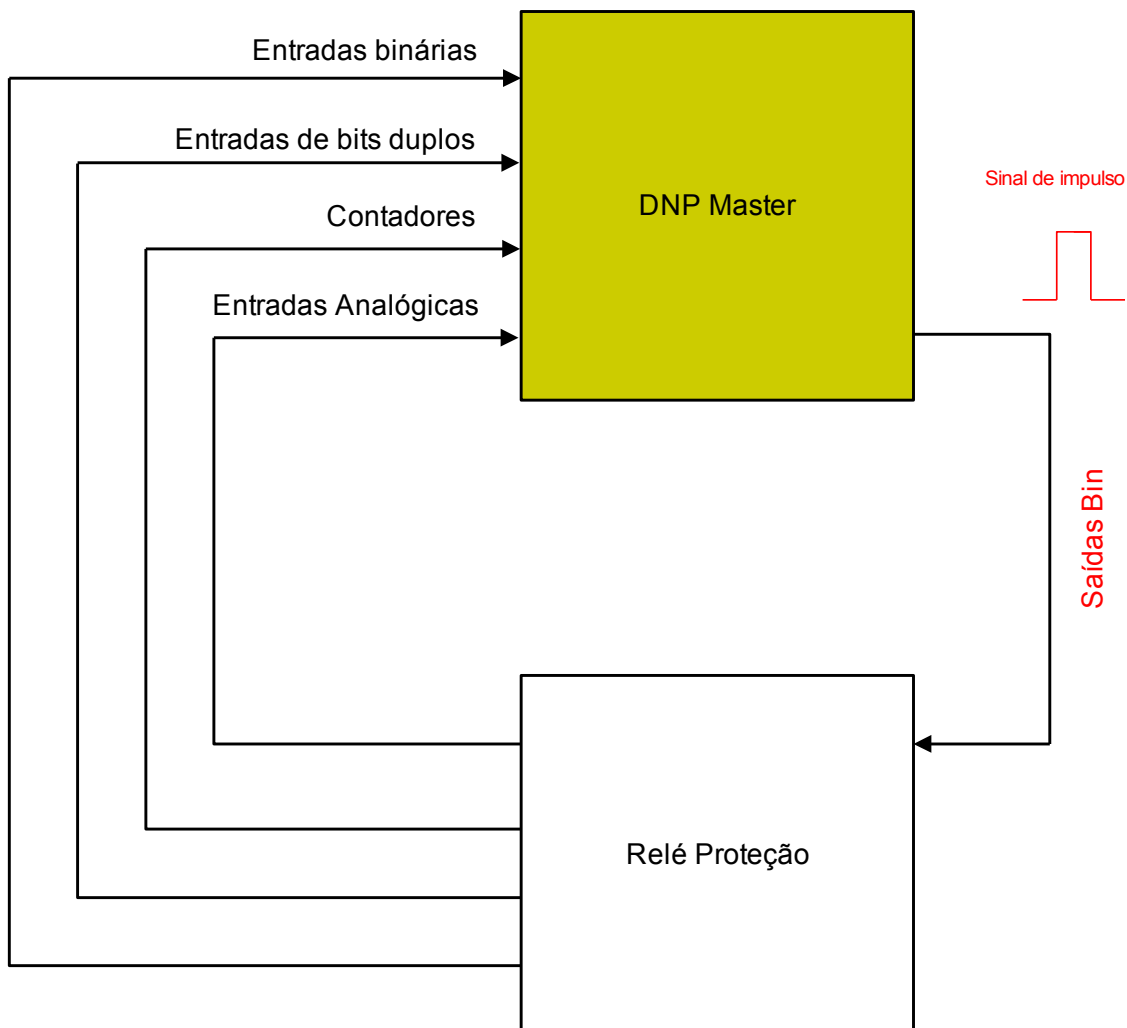 Entradas binárias
Entradas de bits duplos
Contadores
Entradas Analógicas
DNP Master
Sinal de impulso
Saídas Bin
Relé Proteção